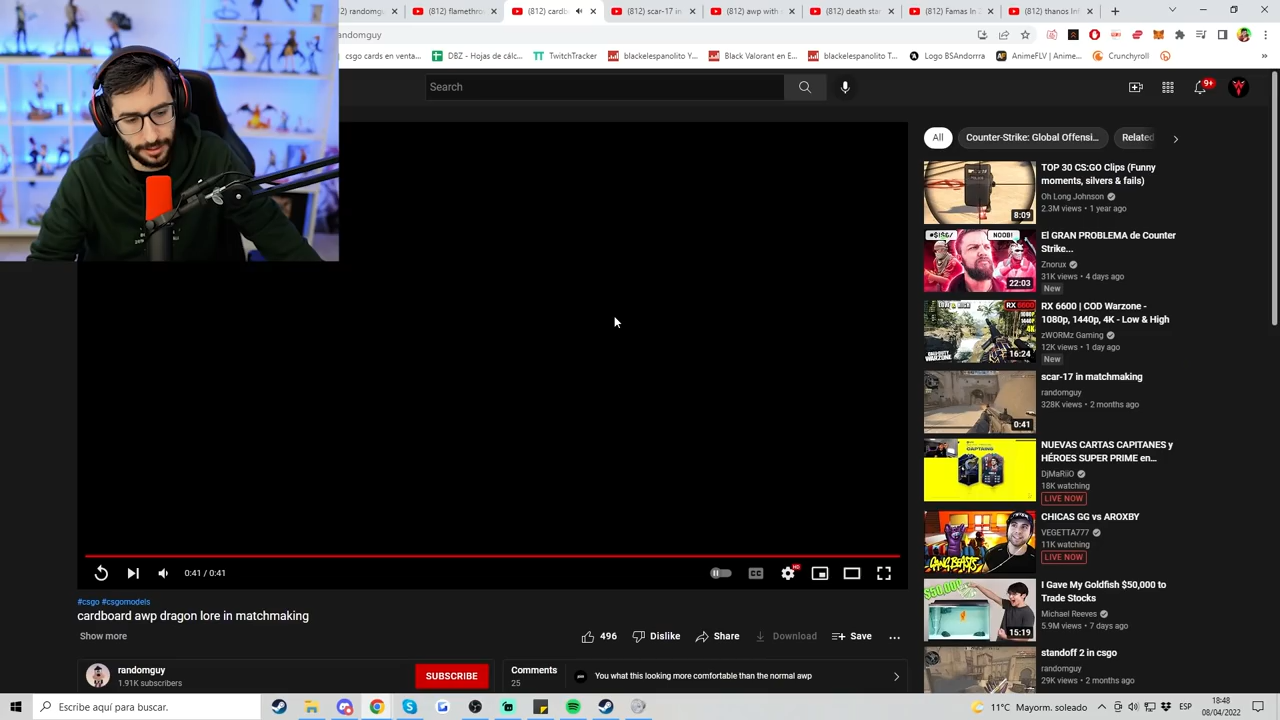 2) randomgu
(812) flamethro
(812) cardb
(812) scar-17 in
(812) awp with
(812) death sta
(812) Famas In
(812) thanos Inf
andomguy
csgo cards en venta...
DBZ - Hojas de cálc...
TwitchTracker
blackelespanolito Y...
Black Valorant en E...
blackelespanolito T...
Logo BSAndorra
AnimeFLV | Anime...
Crunchyroll
»
Search
9+
All
Counter-Strike: Global Offensi...
Related
TOP 30 CS:GO Clips (Funny
moments, silvers & fails)
Oh Long Johnson
2.3M views • 1 year ago
8:09
#$!&/
NOOB!
El GRAN PROBLEMA de Counter
Strike...
Znorux
31K views • 4 days ago
22:03
New
RX 6600
RX 6600 | COD Warzone -
1080p, 1440p, 4K - Low & High
zWORMz Gaming
12K views • 1 day ago
16:24
New
scar-17 in matchmaking
randomguy
328K views • 2 months ago
0:41
NUEVAS CARTAS CAPITANES y
HÉROES SUPER PRIME en...
DjMaRiiO
18K watching
LIVE NOW
CHICAS GG vs AROXBY
VEGETTA777
11K watching
LIVE NOW
GANG BEASTS
$50,000
I Gave My Goldfish $50,000 to
Trade Stocks
Michael Reeves
5.9M views • 7 days ago
15:19
standoff 2 in csgo
randomguy
29K views • 2 months ago
0:41 / 0:41
HD
#csgo #csgomodels
cardboard awp dragon lore in matchmaking
Show more
496
Dislike
Share
Download
Save
randomguy
1.91K subscribers
SUBSCRIBE
Comments
25
You what this looking more comfortable than the normal awp
Escribe aquí para buscar.
11°C Mayorm. soleado
ESP
18:48
08/04/2022